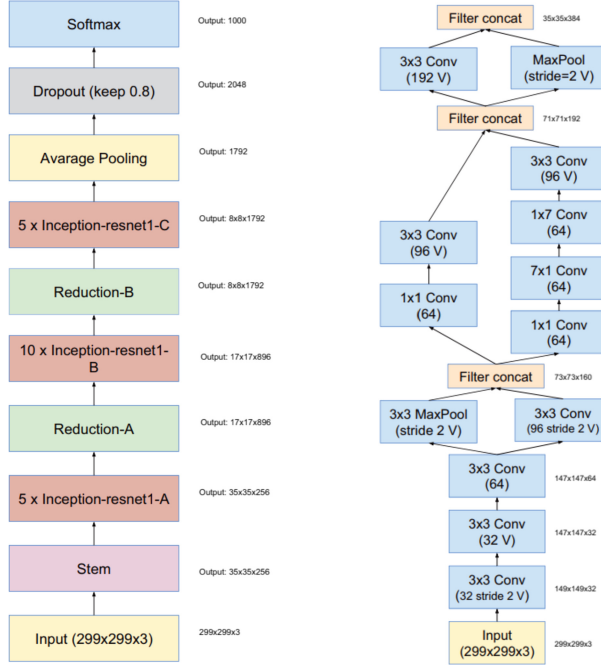 Softmax
Output: 1000
Dropout (keep 0.8)
Output: 2048
Avarage Pooling
Output: 1792
5 x Inception-resnet1-C
Output: 8x8x1792
Reduction-B
Output: 8x8x1792
10 x Inception-resnet1-
B
Output: 17x17x896
Reduction-A
Output: 17x17x896
5 x Inception-resnet1-A
Output: 35x35x256
Stem
Output: 35x35x256
Input (299x299x3)
299x299x3
Filter concat
35x35x384
3x3 Conv
(192 V)
MaxPool
(stride=2 V)
Filter concat
71x71x192
3x3 Conv
(96 V)
1x7 Conv
(64)
3x3 Conv
(96 V)
7x1 Conv
(64)
1x1 Conv
(64)
1x1 Conv
(64)
Filter concat
73x73x160
3x3 MaxPool
(stride 2 V)
3x3 Conv
(96 stride 2 V)
3x3 Conv
(64)
147x147x64
3x3 Conv
(32 V)
147x147x32
3x3 Conv
(32 stride 2 V)
149x149x32
Input
(299x299x3)
299x299x3